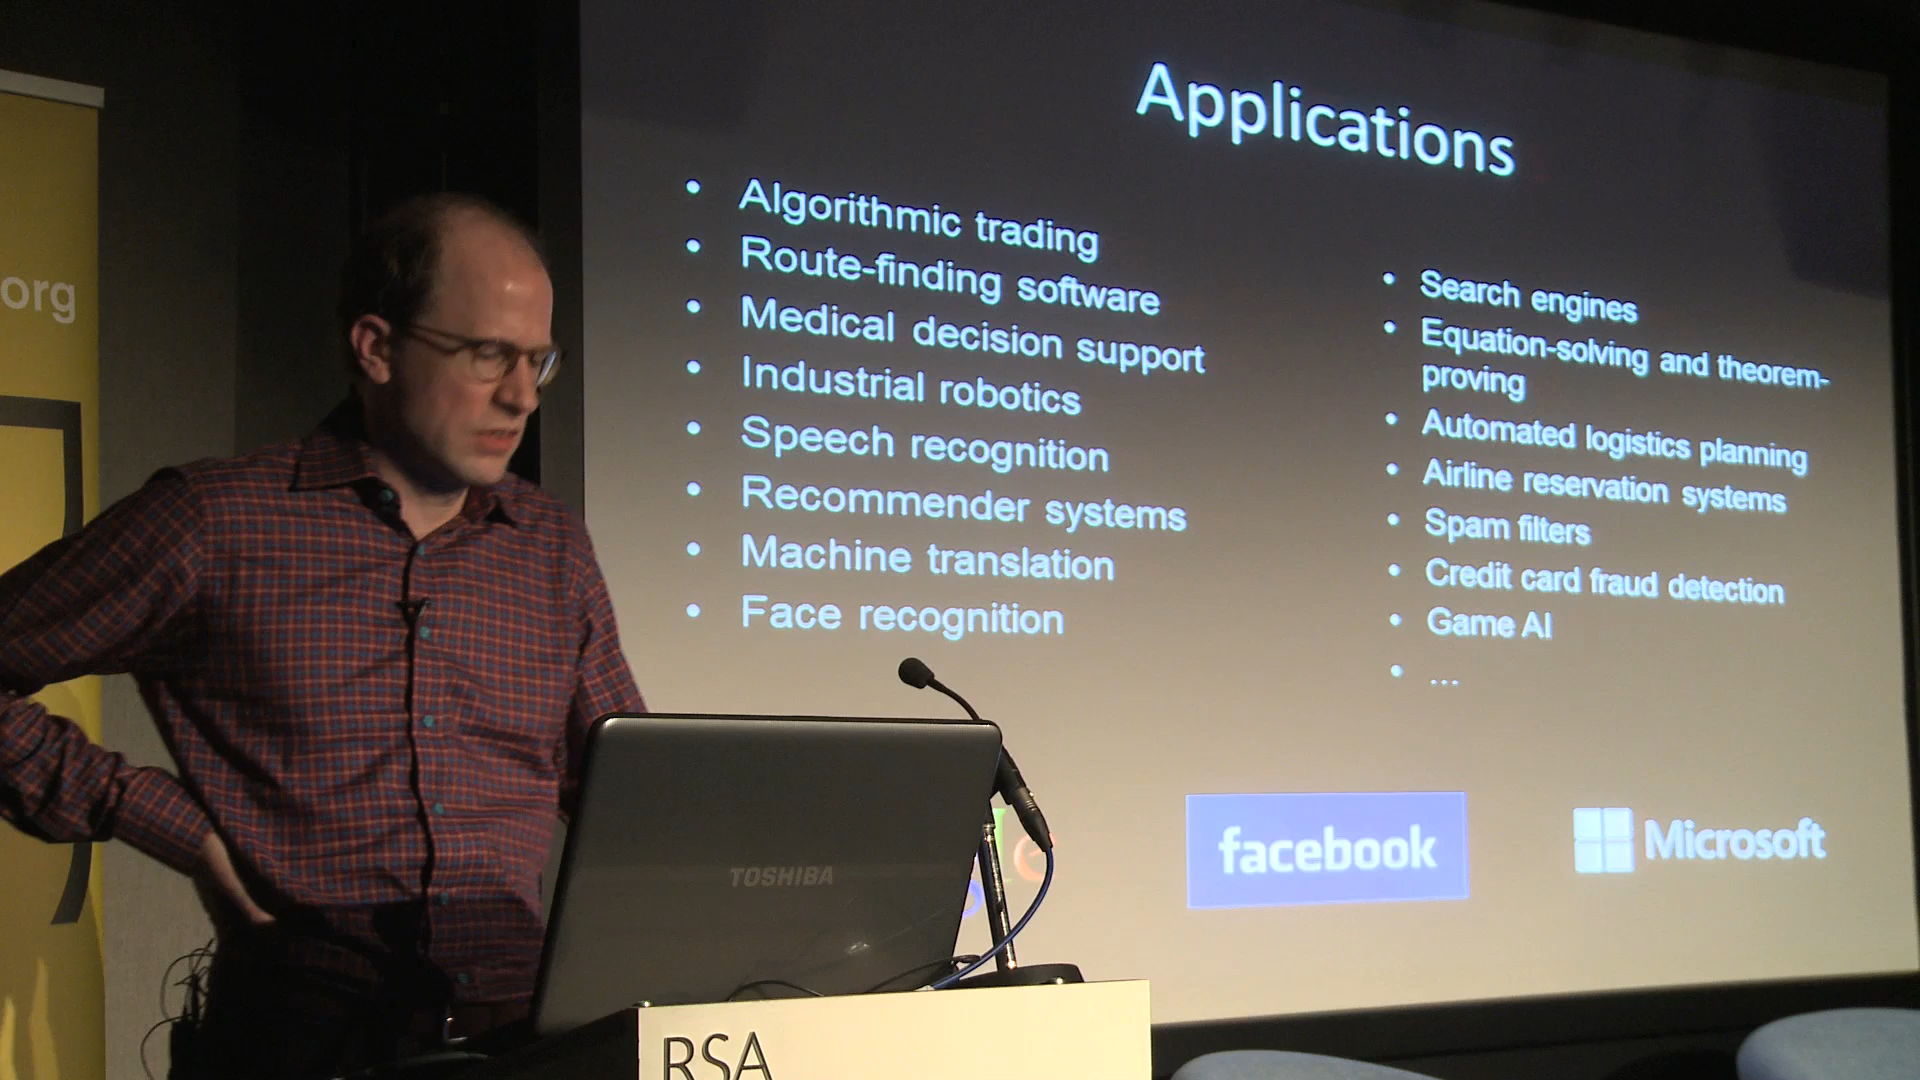 Applications
• Algorithmic trading
• Route-finding software
• Medical decision support
• Industrial robotics
• Speech recognition
• Recommender systems
• Machine translation
• Face recognition
• Search engines
• Equation-solving and theorem-
proving
• Automated logistics planning
• Airline reservation systems
• Spam filters
• Credit card fraud detection
• Game AI
• ...
facebook
Microsoft
org
TOSHIBA
RSA